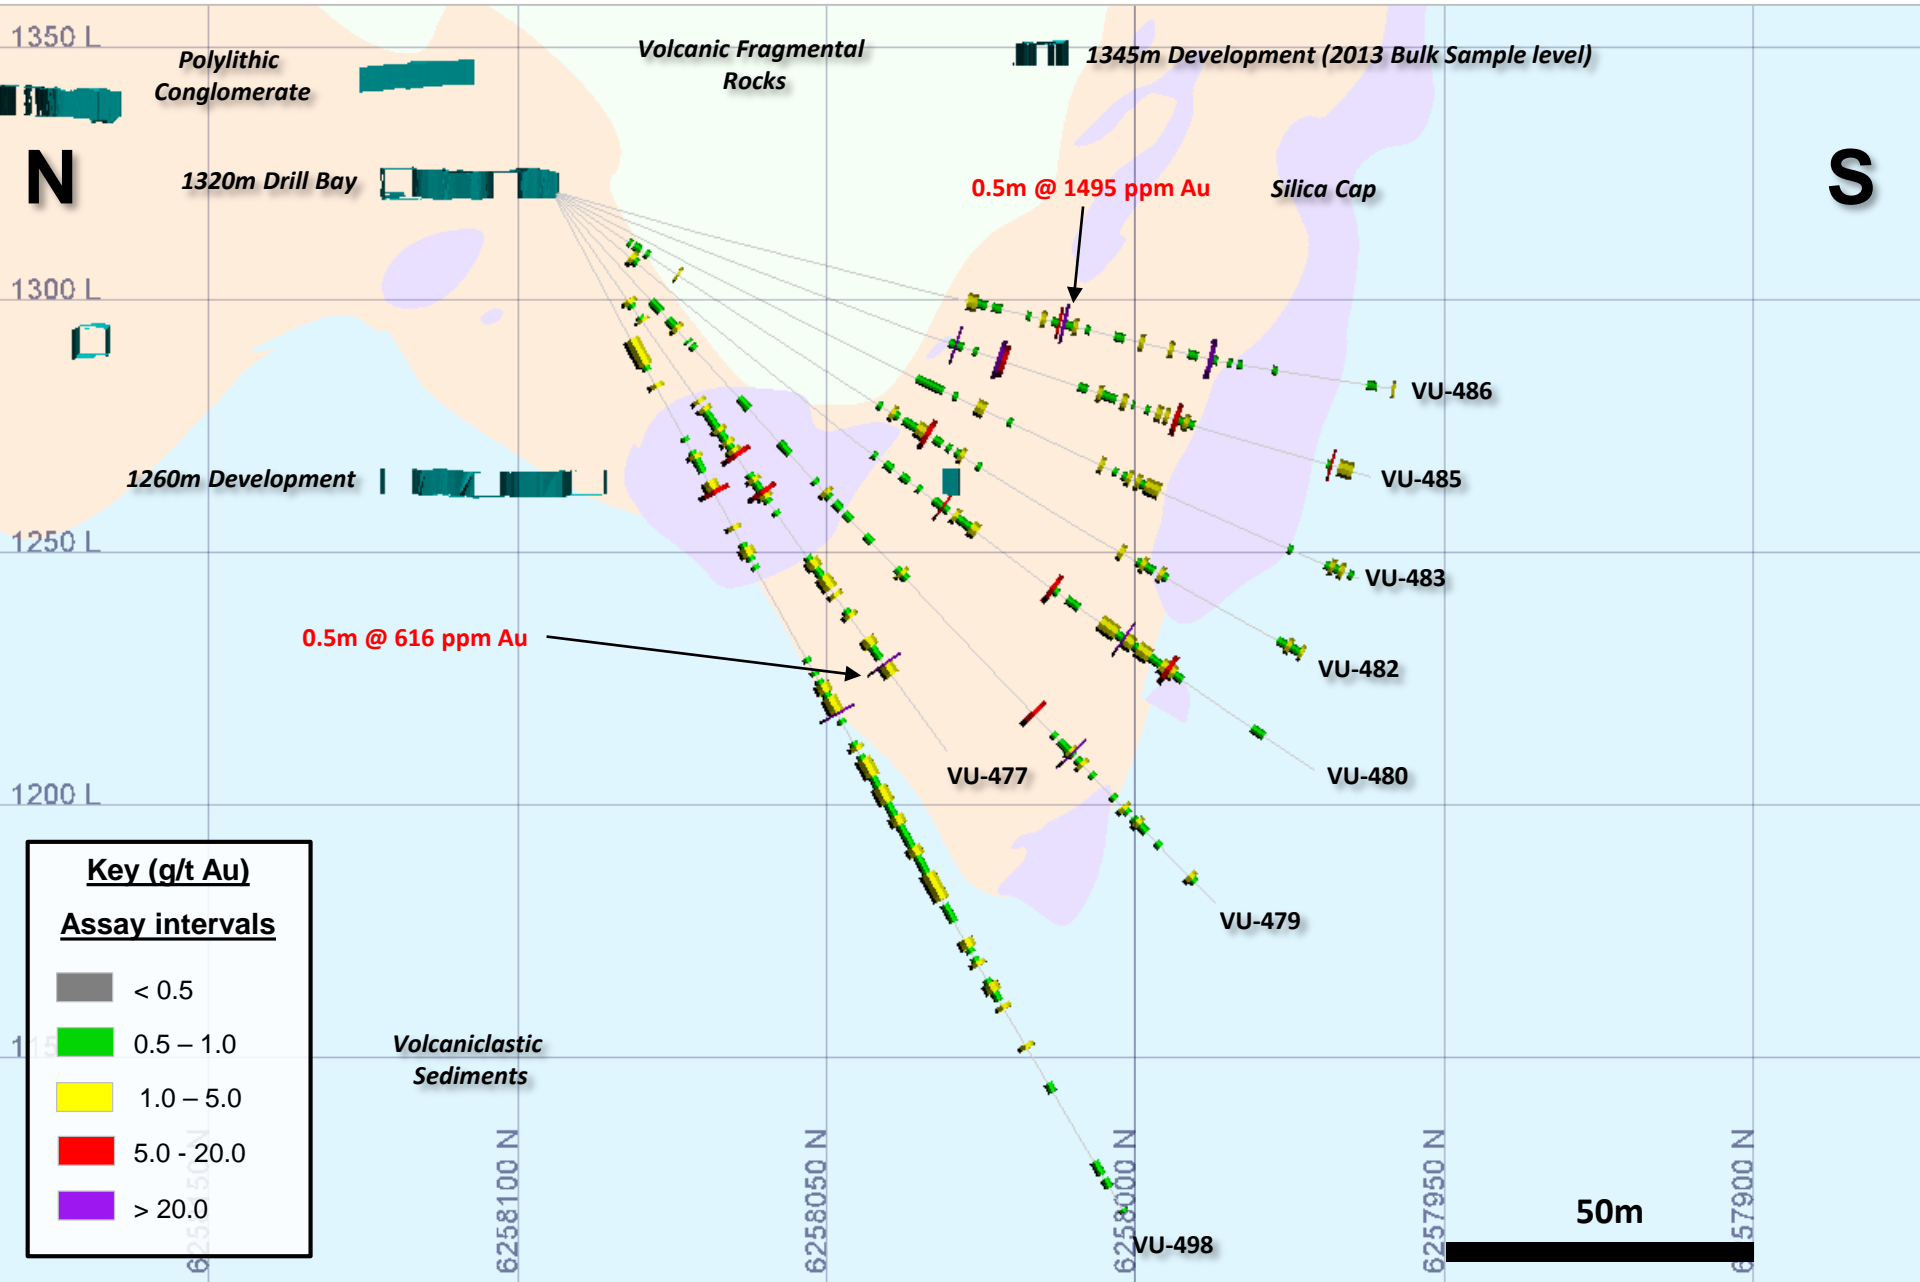 1350 L
Polylithic
Conglomerate
Volcanic Fragmental
Rocks
1345m Development (2013 Bulk Sample level)
N
1320m Drill Bay
0.5m @ 1495 ppm Au
Silica Cap
S
1300 L
VU-486
1260m Development
VU-485
1250 L
VU-483
0.5m @ 616 ppm Au
VU-482
VU-477
VU-480
1200 L
VU-479
Key (g/t Au)
Assay intervals
< 0.5
0.5 – 1.0
1.0 – 5.0
5.0 - 20.0
> 20.0
Volcaniclastic
Sediments
6258150 N
6258100 N
6258050 N
6258000 N
6257950 N
6257900 N
50m
VU-498